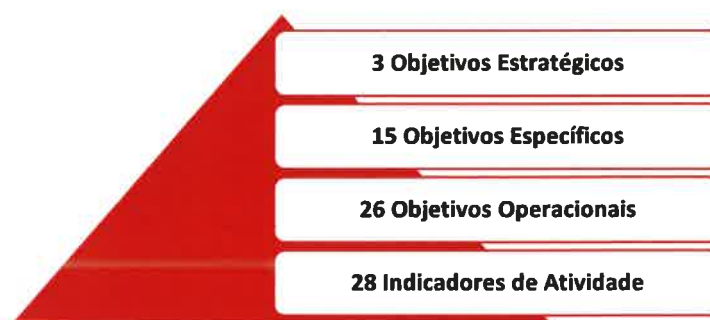 3 Objetivos Estratégicos
15 Objetivos Específicos
26 Objetivos Operacionais
28 Indicadores de Atividade